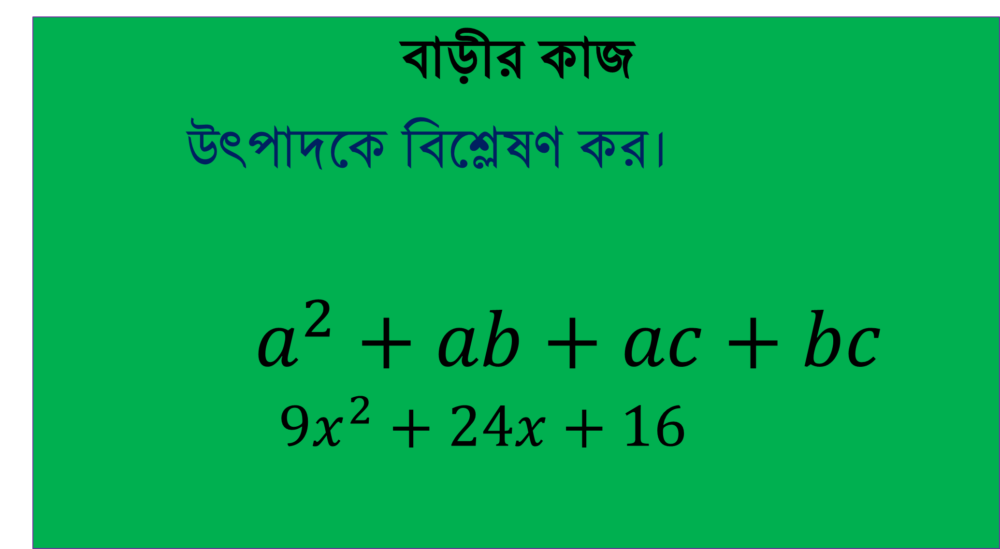 বাড়ীর কাজ
উৎপাদকে বিশ্লেষণ কর।
a² + ab + ac + bc
9x² + 24x + 16